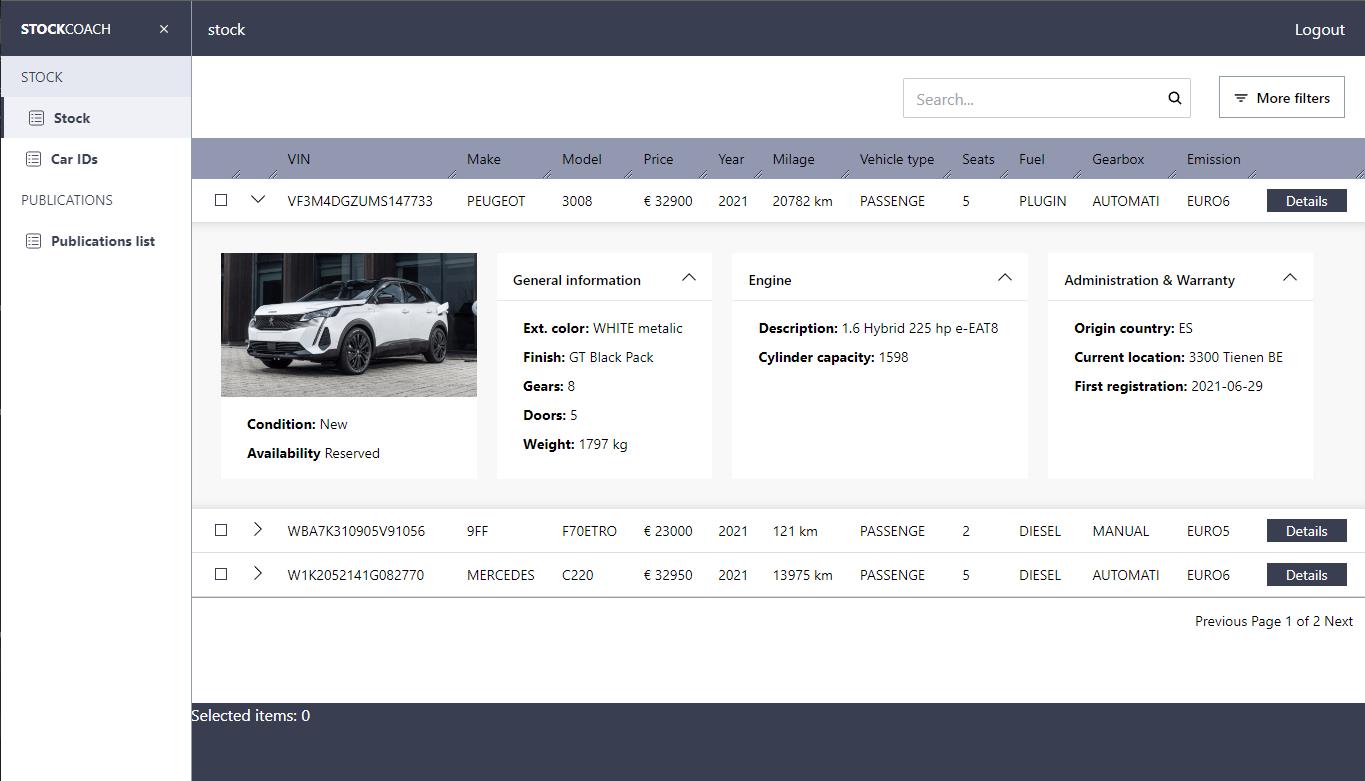 STOCKCOACH
stock
Logout
STOCK
Stock
Car IDs
PUBLICATIONS
Publications list
Search...
More filters
VIN Make Model Price Year Milage Vehicle type Seats Fuel Gearbox Emission
VF3M4DGZUMS147733 PEUGEOT 3008 € 32900 2021 20782 km PASSENGE 5 PLUGIN AUTOMATI EURO6 Details
Condition: New
Availability Reserved
General information
Ext. color: WHITE metalic
Finish: GT Black Pack
Gears: 8
Doors: 5
Weight: 1797 kg
Engine
Description: 1.6 Hybrid 225 hp e-EAT8
Cylinder capacity: 1598
Administration & Warranty
Origin country: ES
Current location: 3300 Tienen BE
First registration: 2021-06-29
WBA7K310905V91056 9FF F70ETRO € 23000 2021 121 km PASSENGE 2 DIESEL MANUAL EURO5 Details
W1K2052141G082770 MERCEDES C220 € 32950 2021 13975 km PASSENGE 5 DIESEL AUTOMATI EURO6 Details
Previous Page 1 of 2 Next
Selected items: 0